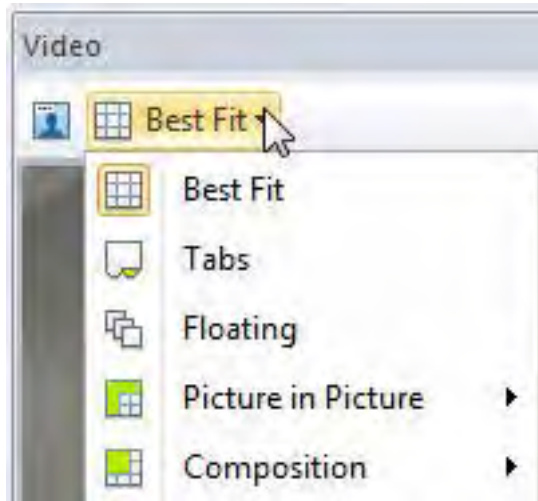 Video
Best Fit
Best Fit
Tabs
Floating
Picture in Picture
Composition